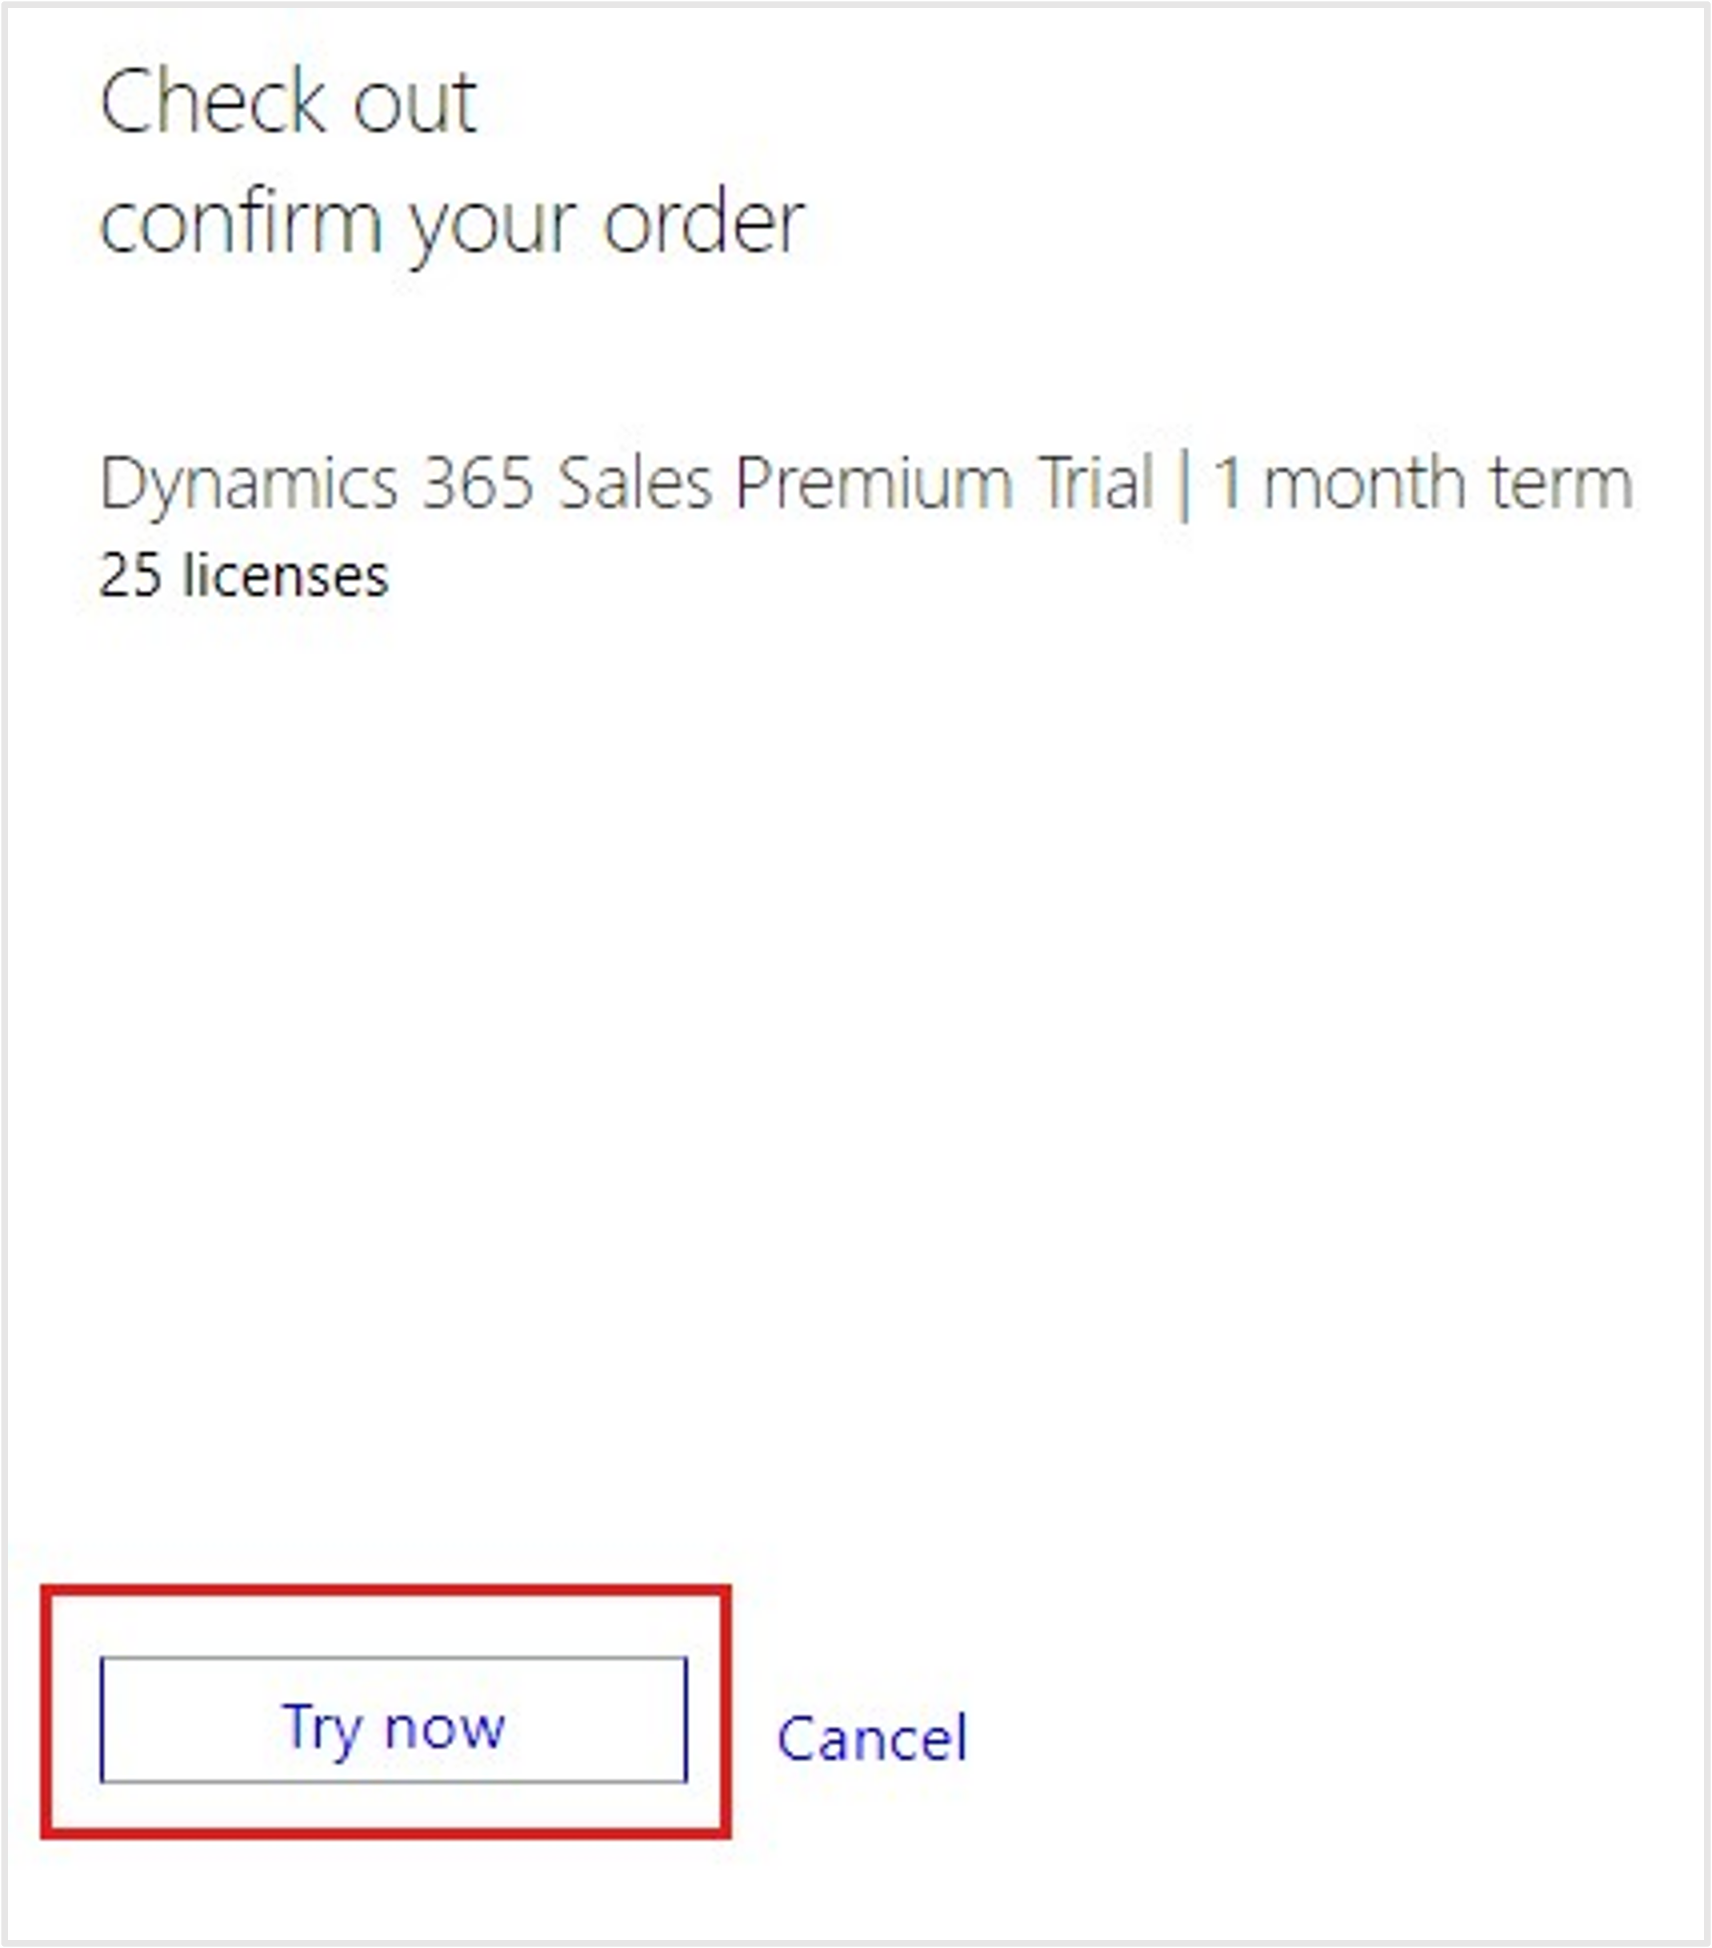 Check out
confirm your order
Dynamics 365 Sales Premium Trial | 1 month term
25 licenses
Try now
Cancel